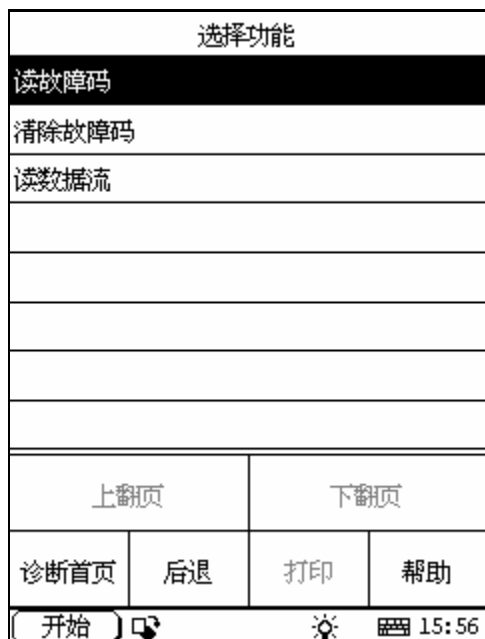 选择功能
读故障码
清除故障码
读数据流
上翻页 下翻页
诊断首页 后退 打印 帮助
开始 15:56